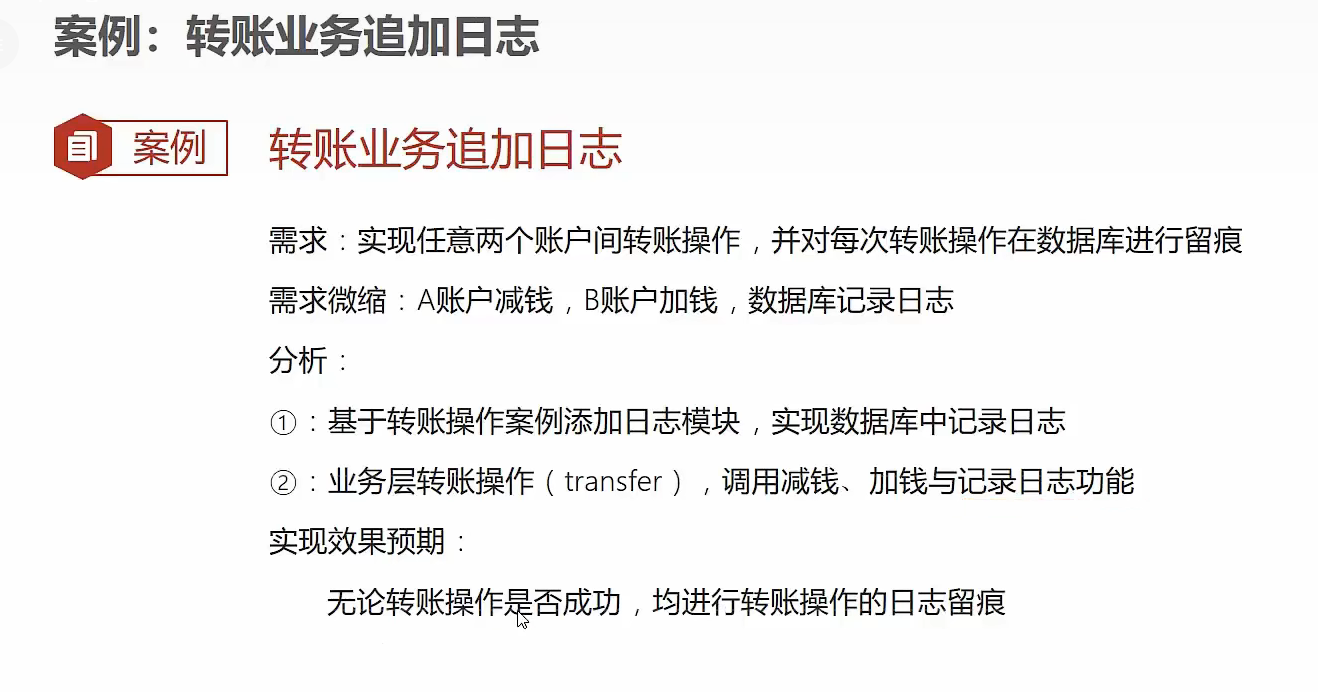 案例：转账业务追加日志
案例
转账业务追加日志
需求：实现任意两个账户间转账操作，并对每次转账操作在数据库进行留痕
需求微缩：A账户减钱，B账户加钱，数据库记录日志
分析：
①：基于转账操作案例添加日志模块，实现数据库中记录日志
②：业务层转账操作（transfer），调用减钱、加钱与记录日志功能
实现效果预期：
无论转账操作是否成功，均进行转账操作的日志留痕